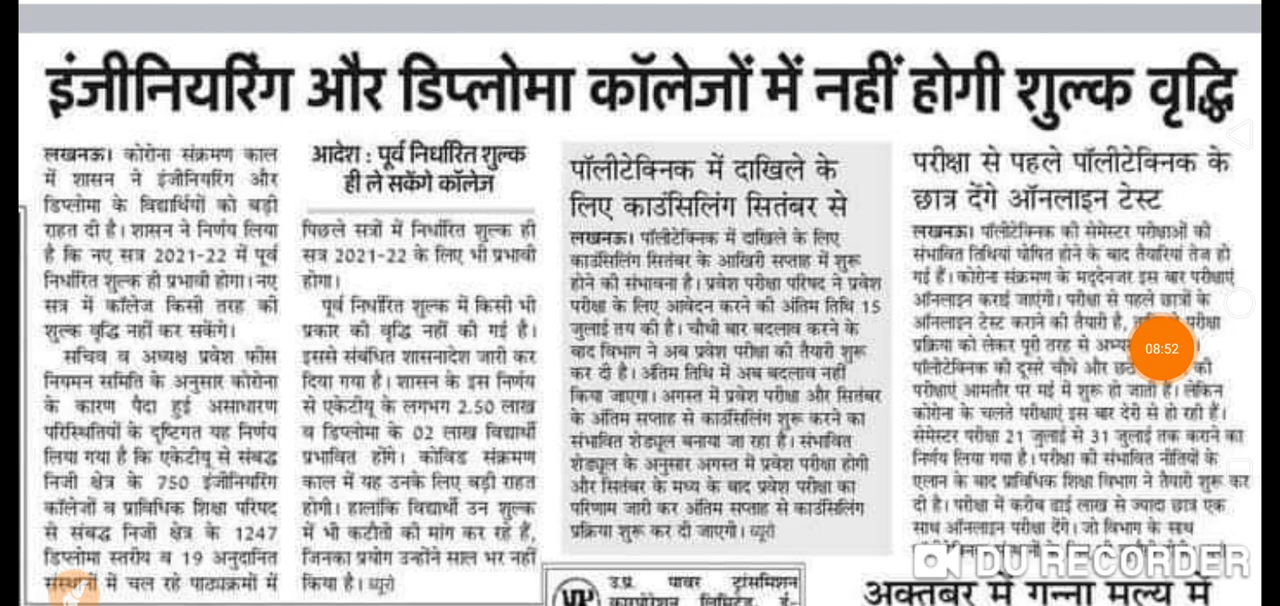 इंजीनियरिंग और डिप्लोमा कॉलेजों में नहीं होगी शुल्क वृद्धि
लखनऊ। कोरोना संक्रमण काल
में शासन ने इंजीनियरिंग और
डिप्लोमा के विद्यार्थियों को बड़ी
राहत दी है। शासन ने निर्णय लिया
है कि नए सत्र 2021-22 में पूर्व
निर्धारित शुल्क ही प्रभावी होगा। नए
सत्र में कॉलेज किसी तरह की
शुल्क वृद्धि नहीं कर सकेंगे।
सचिव व अध्यक्ष प्रवेश फीस
नियमन समिति के अनुसार कोरोना
के कारण पैदा हुई असाधारण
परिस्थितियों के दृष्टिगत यह निर्णय
लिया गया है कि एकेटीयू से संबद्ध
निजी क्षेत्र के 750 इंजीनियरिंग
कॉलेजों व प्राविधिक शिक्षा परिषद
से संबद्ध निजी क्षेत्र के 1247
डिप्लोमा स्तरीय व 19 अनुदानित
संस्थानों में चल रहे पाठ्यक्रमों में
आदेश : पूर्व निर्धारित शुल्क
ही ले सकेंगे कॉलेज
पिछले सत्रों में निर्धारित शुल्क ही
सत्र 2021-22 के लिए भी प्रभावी
होगा।
पूर्व निर्धारित शुल्क में किसी भी
प्रकार की वृद्धि नहीं की गई है।
इससे संबंधित शासनादेश जारी कर
दिया गया है। शासन के इस निर्णय
से एकेटीयू के लगभग 2.50 लाख
व डिप्लोमा के 02 लाख विद्यार्थी
प्रभावित होंगे। कोविड संक्रमण
काल में यह उनके लिए बड़ी राहत
होगी। हालांकि विद्यार्थी उन शुल्क
में भी कटौती की मांग कर रहे हैं,
जिनका प्रयोग उन्होंने साल भर नहीं
किया है। ब्यूरो
पॉलीटेक्निक में दाखिले के
लिए काउंसिलिंग सितंबर से
लखनऊ। पॉलीटेक्निक में दाखिले के लिए
काउंसिलिंग सितंबर के आखिरी सप्ताह में शुरू
होने की संभावना है। प्रवेश परीक्षा परिषद ने प्रवेश
परीक्षा के लिए आवेदन करने की अंतिम तिथि 15
जुलाई तय की है। चौथी बार बदलाव करने के
बाद विभाग ने अब प्रवेश परीक्षा की तैयारी शुरू
कर दी है। अंतिम तिथि में अब बदलाव नहीं
किया जाएगा। अगस्त में प्रवेश परीक्षा और सितंबर
के अंतिम सप्ताह से काउंसिलिंग शुरू करने का
संभावित शेड्यूल बनाया जा रहा है। संभावित
शेड्यूल के अनुसार अगस्त में प्रवेश परीक्षा होगी
और सितंबर के मध्य के बाद प्रवेश परीक्षा का
परिणाम जारी कर अंतिम सप्ताह से काउंसिलिंग
प्रक्रिया शुरू कर दी जाएगी। ब्यूरो
परीक्षा से पहले पॉलीटेक्निक के
छात्र देंगे ऑनलाइन टेस्ट
लखनऊ। पॉलीटेक्निक की सेमेस्टर परीक्षाओं की
संभावित तिथियां घोषित होने के बाद तैयारियां तेज हो
गई हैं। कोरोना संक्रमण के मद्देनजर इस बार परीक्षाएं
ऑनलाइन कराई जाएंगी। परीक्षा से पहले छात्रों के
ऑनलाइन टेस्ट कराने की तैयारी है, परीक्षा
प्रक्रिया को लेकर पूरी तरह से
पॉलीटेक्निक की दूसरे चौथे और की
परीक्षाएं आमतौर पर मई में शुरू हो जाती हैं। लेकिन
कोरोना के चलते परीक्षाएं इस बार देरी से हो रही हैं।
सेमेस्टर परीक्षा 21 जुलाई से 31 जुलाई तक कराने का
निर्णय लिया गया है। परीक्षा की संभावित नीतियों के
एलान के बाद प्राविधिक शिक्षा विभाग ने तैयारी शुरू कर
दी है। परीक्षा में करीब ढाई लाख से ज्यादा छात्र एक
साथ ऑनलाइन परीक्षा देंगे। जो विभाग के साथ
08:52
DU RECORDER
उ.प्र. पावर ट्रांसमिशन
कारपोरेशन लिमिटेड, ई-
अक्तूबर में गन्ना मूल्य में